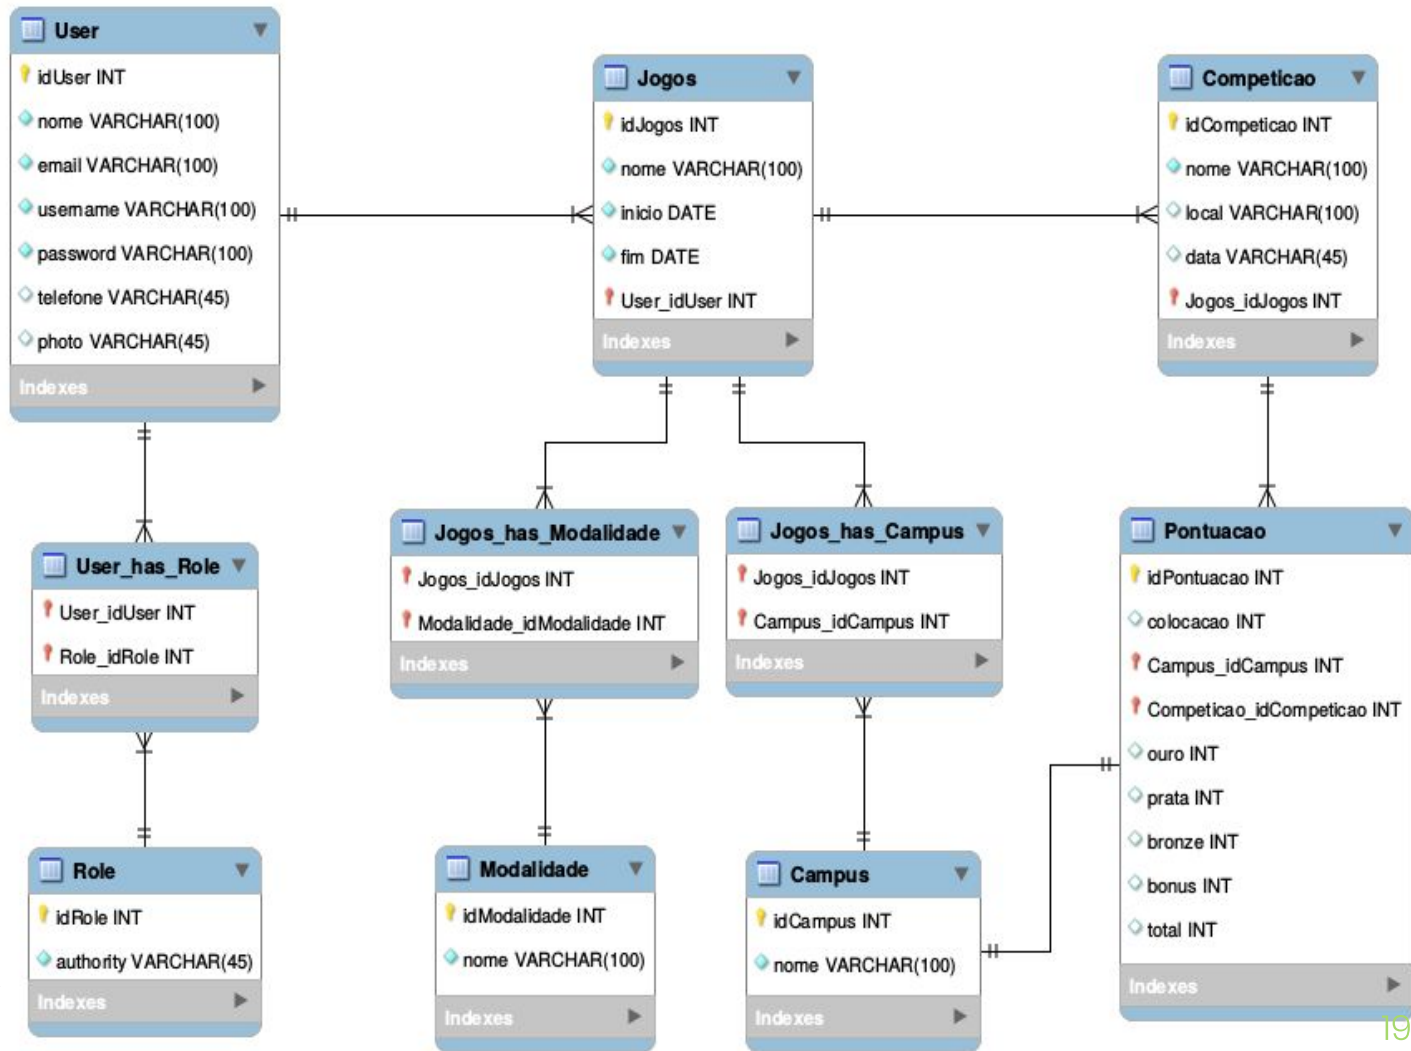 User
idUser INT
nome VARCHAR(100)
email VARCHAR(100)
username VARCHAR(100)
password VARCHAR(100)
telefone VARCHAR(45)
photo VARCHAR(45)
Indexes
Jogos
idJogos INT
nome VARCHAR(100)
inicio DATE
fim DATE
User_idUser INT
Indexes
Competicao
idCompeticao INT
nome VARCHAR(100)
local VARCHAR(100)
data VARCHAR(45)
Jogos_idJogos INT
Indexes
User_has_Role
User_idUser INT
Role_idRole INT
Indexes
Jogos_has_Modalidade
Jogos_idJogos INT
Modalidade_idModalidade INT
Indexes
Jogos_has_Campus
Jogos_idJogos INT
Campus_idCampus INT
Indexes
Pontuacao
idPontuacao INT
colocacao INT
Campus_idCampus INT
Competicao_idCompeticao INT
ouro INT
prata INT
bronze INT
bonus INT
total INT
Indexes
Role
idRole INT
authority VARCHAR(45)
Indexes
Modalidade
idModalidade INT
nome VARCHAR(100)
Indexes
Campus
idCampus INT
nome VARCHAR(100)
Indexes
19